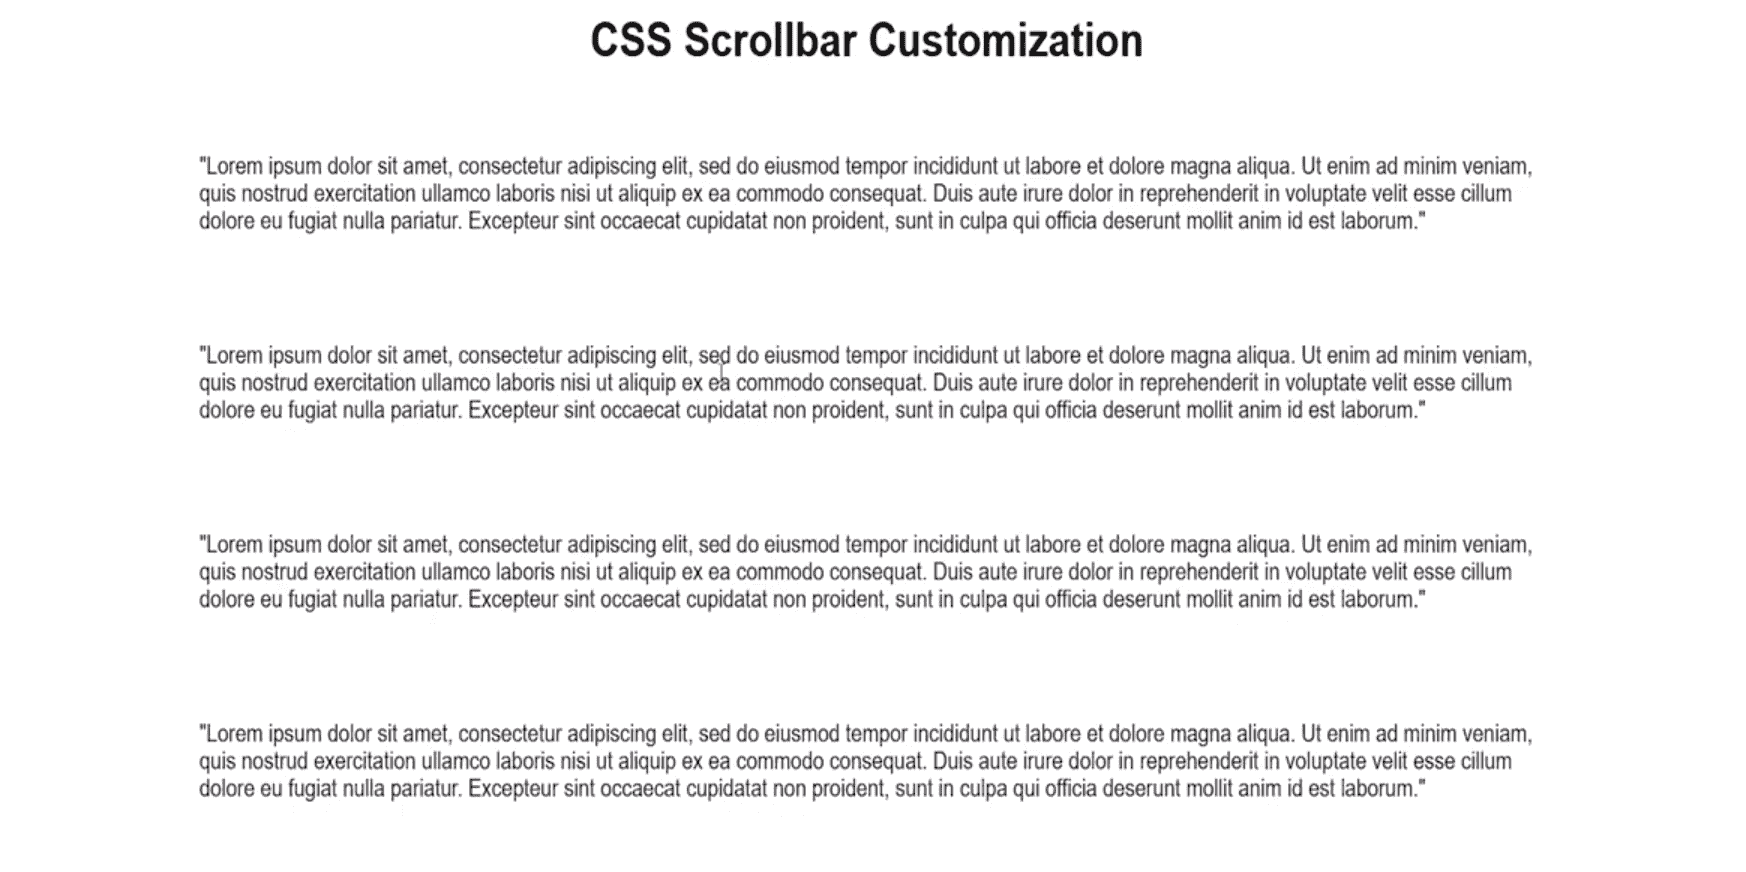 CSS Scrollbar Customization
"Lorem ipsum dolor sit amet, consectetur adipiscing elit, sed do eiusmod tempor incididunt ut labore et dolore magna aliqua. Ut enim ad minim veniam,
quis nostrud exercitation ullamco laboris nisi ut aliquip ex ea commodo consequat. Duis aute irure dolor in reprehenderit in voluptate velit esse cillum
dolore eu fugiat nulla pariatur. Excepteur sint occaecat cupidatat non proident, sunt in culpa qui officia deserunt mollit anim id est laborum."
"Lorem ipsum dolor sit amet, consectetur adipiscing elit, sed do eiusmod tempor incididunt ut labore et dolore magna aliqua. Ut enim ad minim veniam,
quis nostrud exercitation ullamco laboris nisi ut aliquip ex ea commodo consequat. Duis aute irure dolor in reprehenderit in voluptate velit esse cillum
dolore eu fugiat nulla pariatur. Excepteur sint occaecat cupidatat non proident, sunt in culpa qui officia deserunt mollit anim id est laborum."
"Lorem ipsum dolor sit amet, consectetur adipiscing elit, sed do eiusmod tempor incididunt ut labore et dolore magna aliqua. Ut enim ad minim veniam,
quis nostrud exercitation ullamco laboris nisi ut aliquip ex ea commodo consequat. Duis aute irure dolor in reprehenderit in voluptate velit esse cillum
dolore eu fugiat nulla pariatur. Excepteur sint occaecat cupidatat non proident, sunt in culpa qui officia deserunt mollit anim id est laborum."
"Lorem ipsum dolor sit amet, consectetur adipiscing elit, sed do eiusmod tempor incididunt ut labore et dolore magna aliqua. Ut enim ad minim veniam,
quis nostrud exercitation ullamco laboris nisi ut aliquip ex ea commodo consequat. Duis aute irure dolor in reprehenderit in voluptate velit esse cillum
dolore eu fugiat nulla pariatur. Excepteur sint occaecat cupidatat non proident, sunt in culpa qui officia deserunt mollit anim id est laborum."